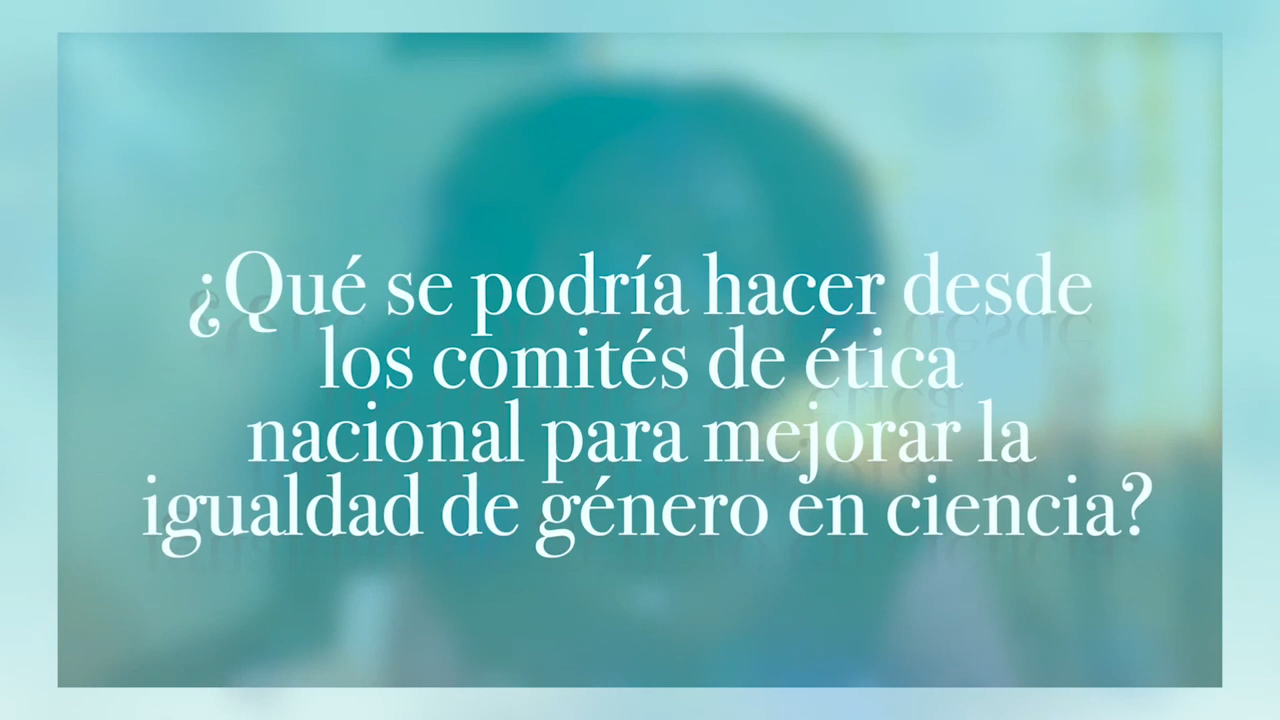 ¿Qué se podría hacer desde
los comités de ética
nacional para mejorar la
igualdad de género en ciencia?